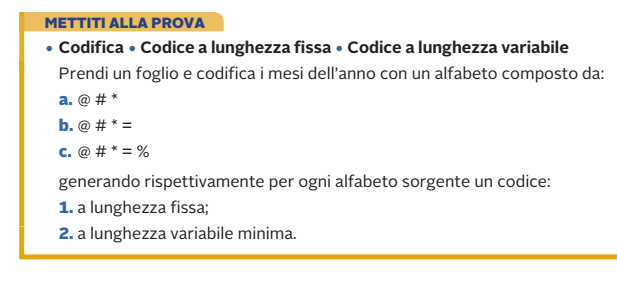 METTITI ALLA PROVA
• Codifica • Codice a lunghezza fissa • Codice a lunghezza variabile
Prendi un foglio e codifica i mesi dell'anno con un alfabeto composto da:
a. @ # *
b. @ # * =
c. @ # * = %
generando rispettivamente per ogni alfabeto sorgente un codice:
1. a lunghezza fissa;
2. a lunghezza variabile minima.